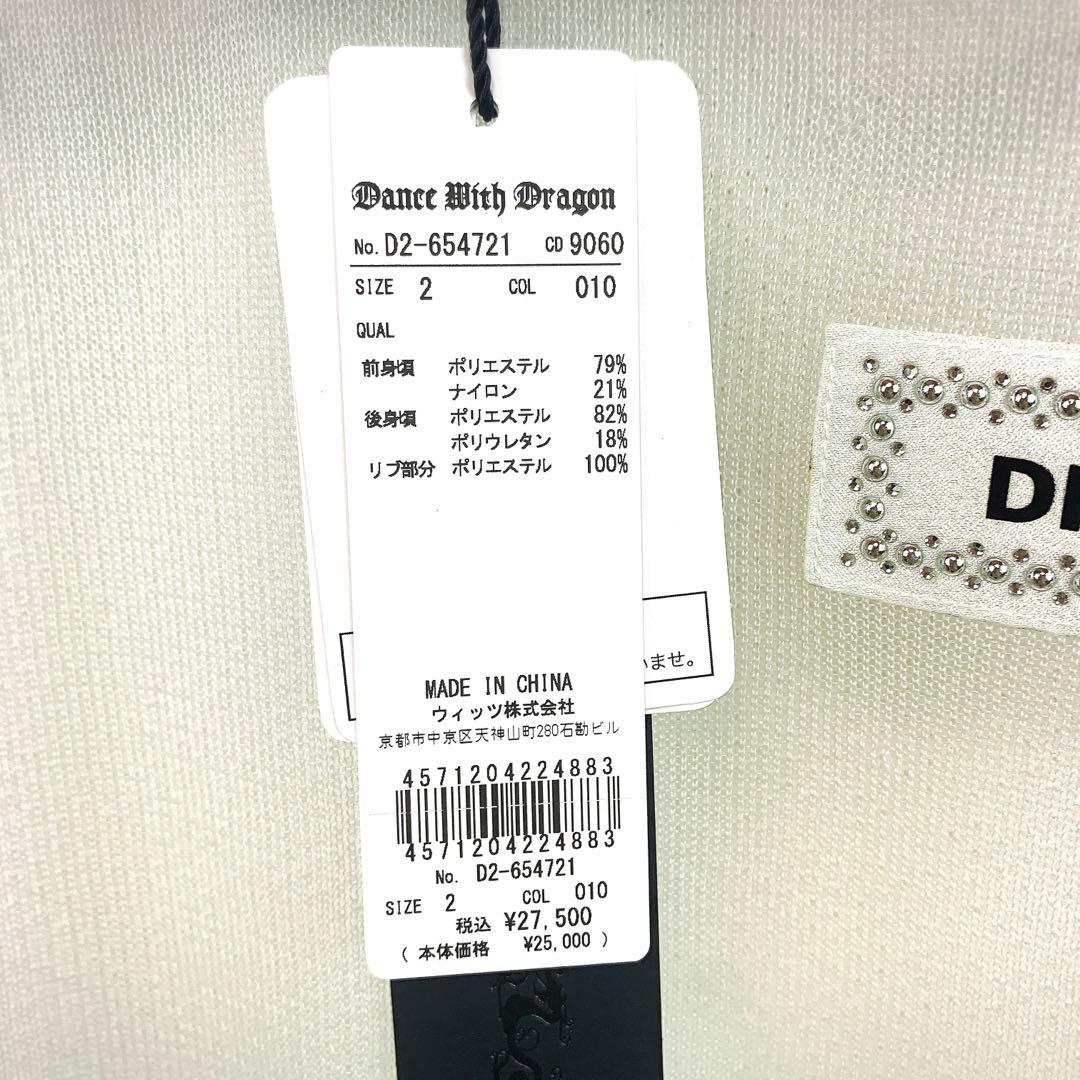 Dance With Dragon
No. D2-654721 CD 9060
SIZE 2 COL 010
QUAL
前身頃 ポリエステル 79%
ナイロン 21%
後身頃 ポリエステル 82%
ポリウレタン 18%
リブ部分 ポリエステル 100%
ません。
MADE IN CHINA
ウィッツ株式会社
京都市中京区天神山町280石勘ビル
4571204224883
4571204224883
No. D2-654721
SIZE 2 COL 010
税込 ¥27,500
( 本体価格 ¥25,000 )